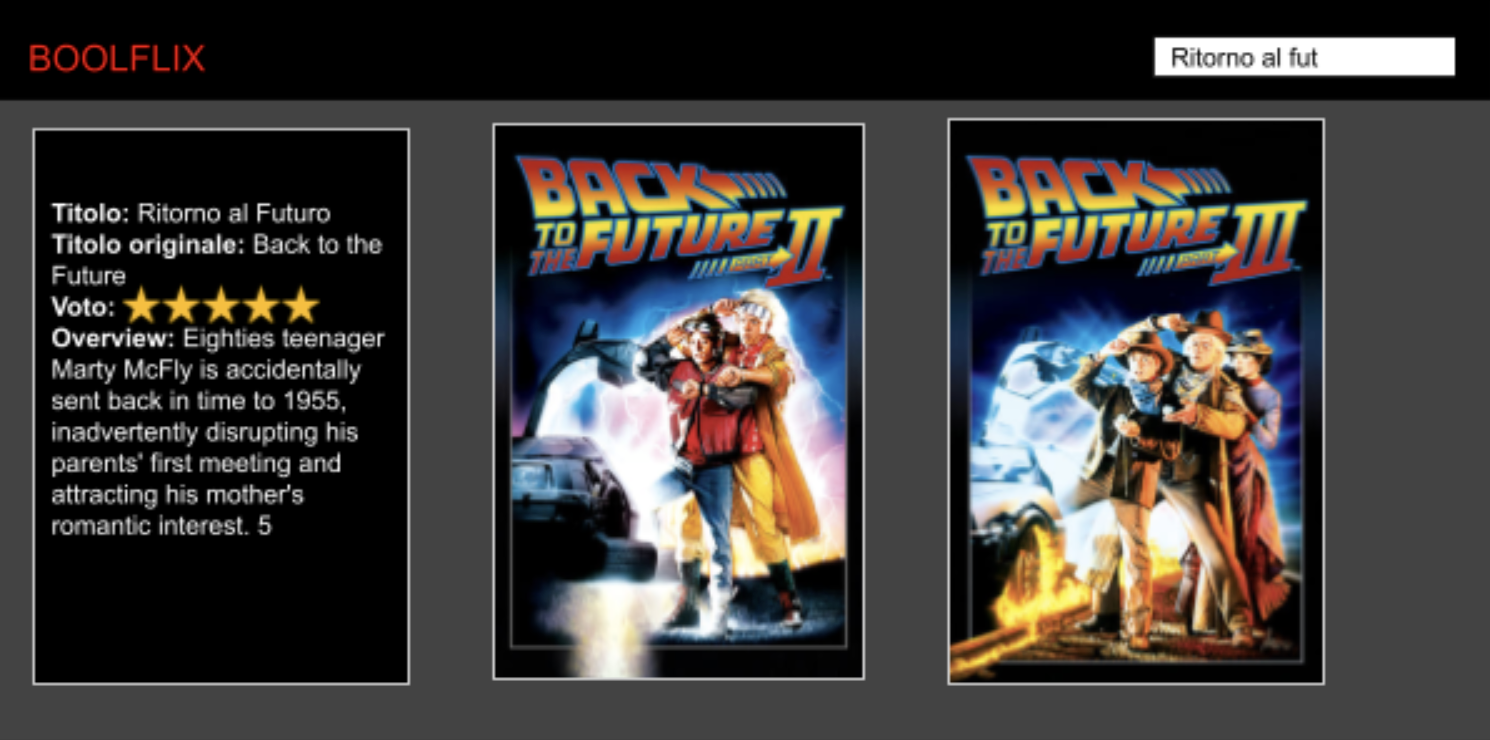 BOOLFLIX
Ritorno al fut
Titolo: Ritorno al Futuro
Titolo originale: Back to the
Future
Voto:
Overview: Eighties teenager
Marty McFly is accidentally
sent back in time to 1955,
inadvertently disrupting his
parents' first meeting and
attracting his mother's
romantic interest. 5
BACK
TO
THE FUTURE
PART II
BACK
TO
THE FUTURE
PART III